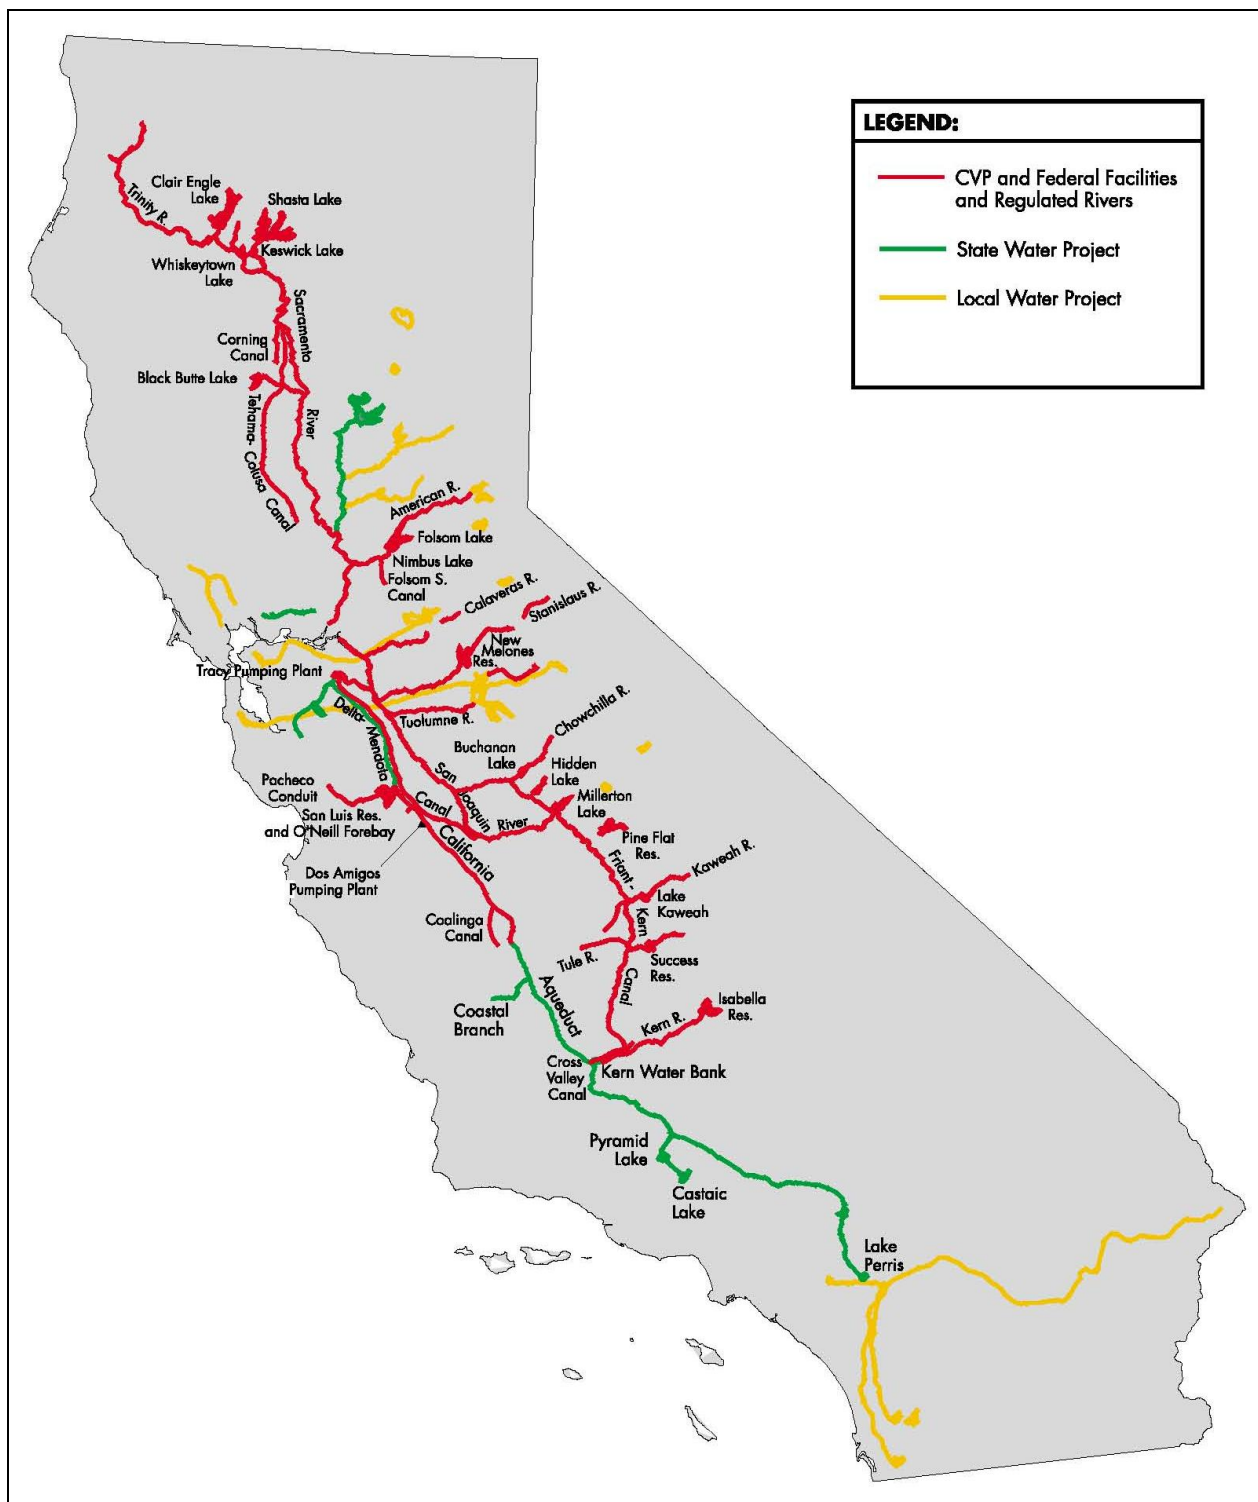 LEGEND:
CVP and Federal Facilities
and Regulated Rivers
State Water Project
Local Water Project
Clair Engle
Lake
Shasta Lake
Trinity R.
Keswick Lake
Whiskeytown
Lake
Sacramento
River
Corning
Canal
Black Butte Lake
Tehama- Colusa Canal
American R.
Folsom Lake
Nimbus Lake
Folsom S.
Canal
Calaveras R.
Stanislaus R.
New
Melones
Res.
Tracy Pumping Plant
Delta-
Mendota
Canal
Tuolumne R.
Chowchilla R.
Buchanan
Lake
Hidden
Lake
San
Joaquin
River
Millerton
Lake
Pacheco
Conduit
San Luis Res.
and O'Neill Forebay
Pine Flat
Res.
Dos Amigos
Pumping Plant
California
Aqueduct
Friant-
Kern
Canal
Kaweah R.
Lake
Kaweah
Coalinga
Canal
Tule R.
Success
Res.
Coastal
Branch
Isabella
Res.
Kern R.
Cross
Valley
Canal
Kern Water Bank
Pyramid
Lake
Castaic
Lake
Lake
Perris